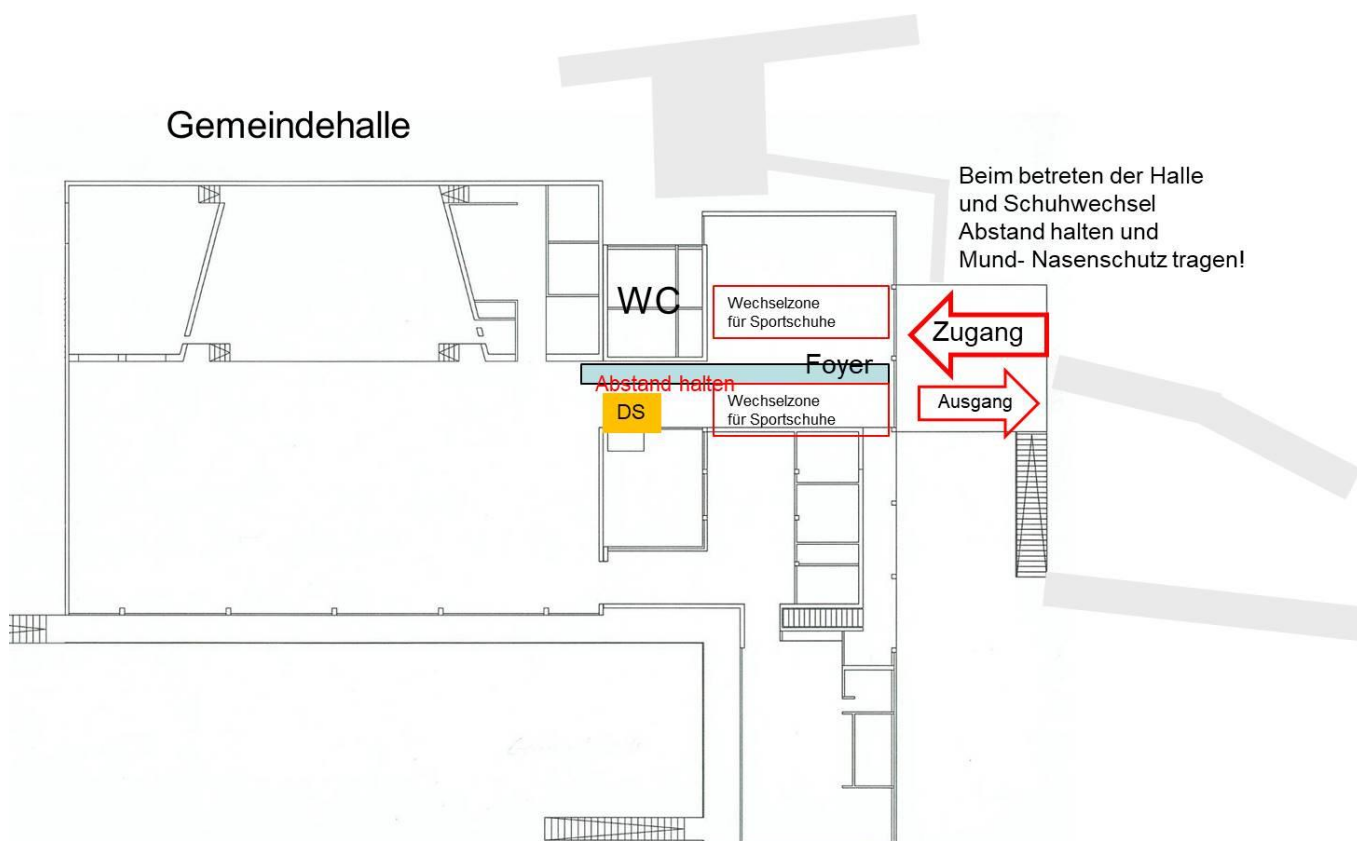 Gemeindehalle
Beim betreten der Halle
und Schuhwechsel
Abstand halten und
Mund- Nasenschutz tragen!
WC
Wechselzone
für Sportschuhe
Zugang
Foyer
Abstand halten
DS
Wechselzone
für Sportschuhe
Ausgang